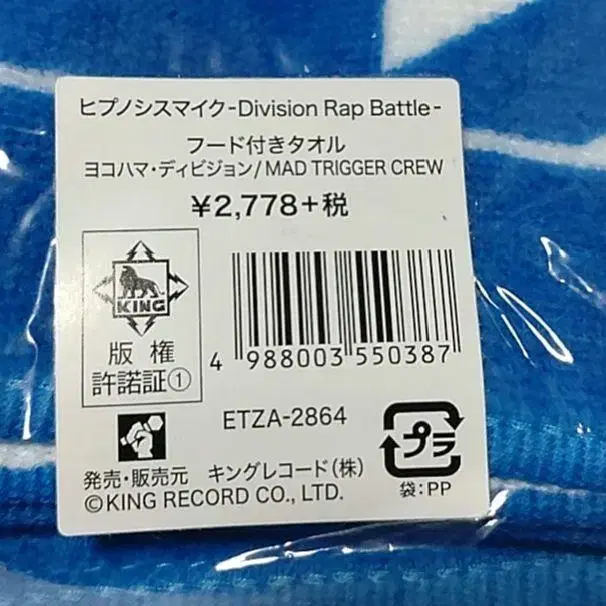 ヒプノシスマイク-Division Rap Battle-
フード付きタオル
ヨコハマ・ディビジョン/MAD TRIGGER CREW
¥2,778+税
KING
版権
許諾証①
4 988003 550387
ETZA-2864
プラ
袋:PP
発売・販売元 キングレコード(株)
©KING RECORD CO., LTD.